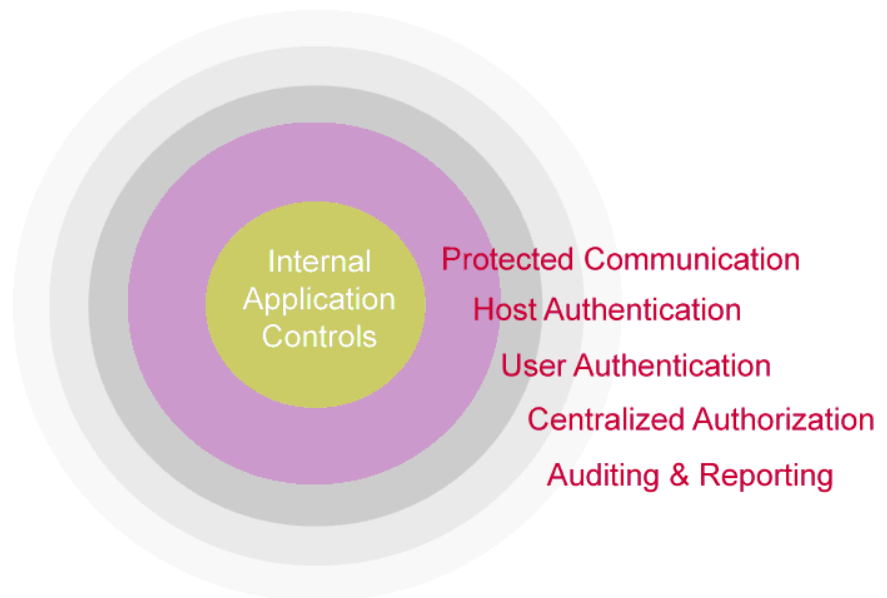 Internal
Application
Controls
Protected Communication
Host Authentication
User Authentication
Centralized Authorization
Auditing & Reporting